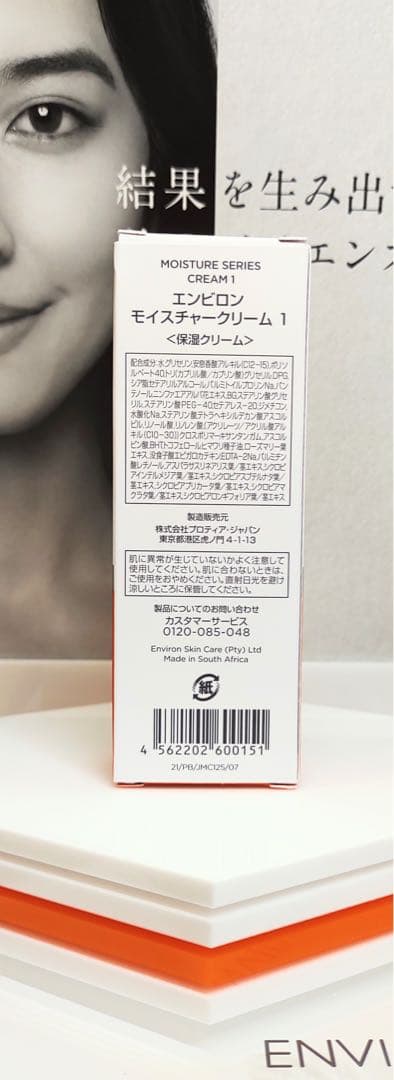 結果を生み出
エンス
MOISTURE SERIES
CREAM 1
エンビロン
モイスチャークリーム 1
<保湿クリーム>
配合成分:水,グリセリン,安息香酸アルキル(C12-15),ポリソ
ルベート40,トリ(カプリル酸/カプリン酸)グリセリル,DPG,
シア脂,セテアリルアルコール,パルミトイルプロリンNa,パン
テノール,ニンファエアアルバ花エキス,BG,ステアリン酸グリセ
リル,ステアリン酸PEG-40,セテアレス-20,ジメチコン
水酸化Na,ステアリン酸,テトラヘキシルデカン酸アスコル
ビル,リノール酸,リノレン酸,(アクリレーツ/アクリル酸アル
キル(C10-30))クロスポリマー,キサンタンガム,アスコル
ビン酸,BHT,トコフェロール,ヒマワリ種子油,ローズマリー葉
エキス,没食子酸エピガロカテキン,EDTA-2Na,パルミチン
酸レチノール,アスパラサスリネアリス葉/茎エキス,シクロピ
アインテルメジア葉/茎エキス,シクロピアスブテルナタ葉/
茎エキス,シクロピアプリカータ葉/茎エキス,シクロピアマ
クラタ葉/茎エキス,シクロピアロンギフォリア葉/茎エキス
製造販売元
株式会社プロティア・ジャパン
東京都港区虎ノ門 4-1-13
肌に異常が生じていないかよく注意して
使用してください。肌に合わないときは、
ご使用をおやめください。直射日光を避け
涼しいところに保管してください。
製品についてのお問い合わせ
カスタマーサービス
0120-085-048
Environ Skin Care (Pty) Ltd
Made in South Africa
紙
4 562202 600151
21/PB/JMC125/07
ENVI